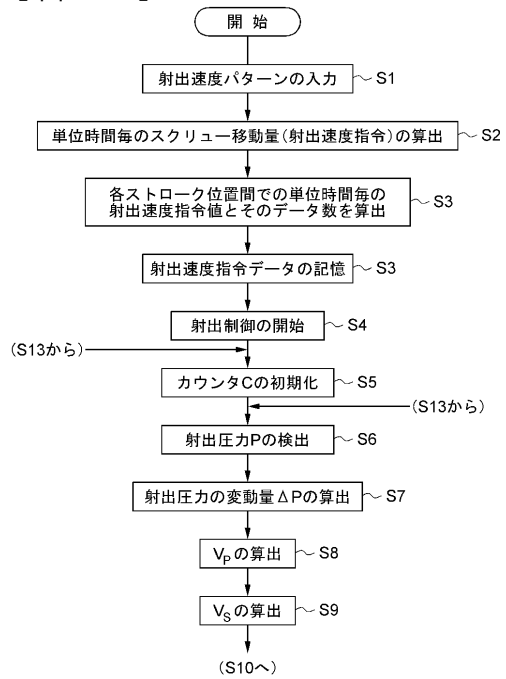 開 始
射出速度パターンの入力 S1
単位時間毎のスクリュー移動量(射出速度指令)の算出 S2
各ストローク位置間での単位時間毎の
射出速度指令値とそのデータ数を算出 S3
射出速度指令データの記憶 S3
射出制御の開始 S4
(S13から)
カウンタCの初期化 S5
(S13から)
射出圧力Pの検出 S6
射出圧力の変動量ΔPの算出 S7
VPの算出 S8
VSの算出 S9
(S10へ)